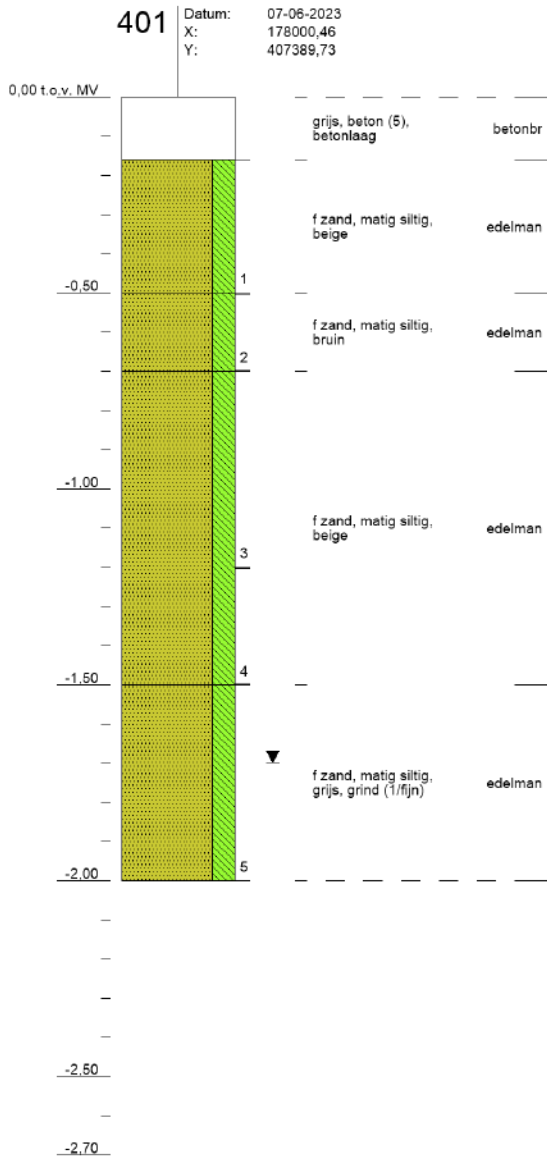 401
Datum: 07-06-2023
X: 178000,46
Y: 407389,73
0,00 t.o.v. MV
grijs, beton (5),
betonlaag
betonbr
f zand, matig siltig,
beige
edelman
1
-0,50
f zand, matig siltig,
bruin
edelman
2
-1,00
f zand, matig siltig,
beige
edelman
3
4
-1,50
f zand, matig siltig,
grijs, grind (1/fijn)
edelman
5
-2,00
-2,50
-2,70